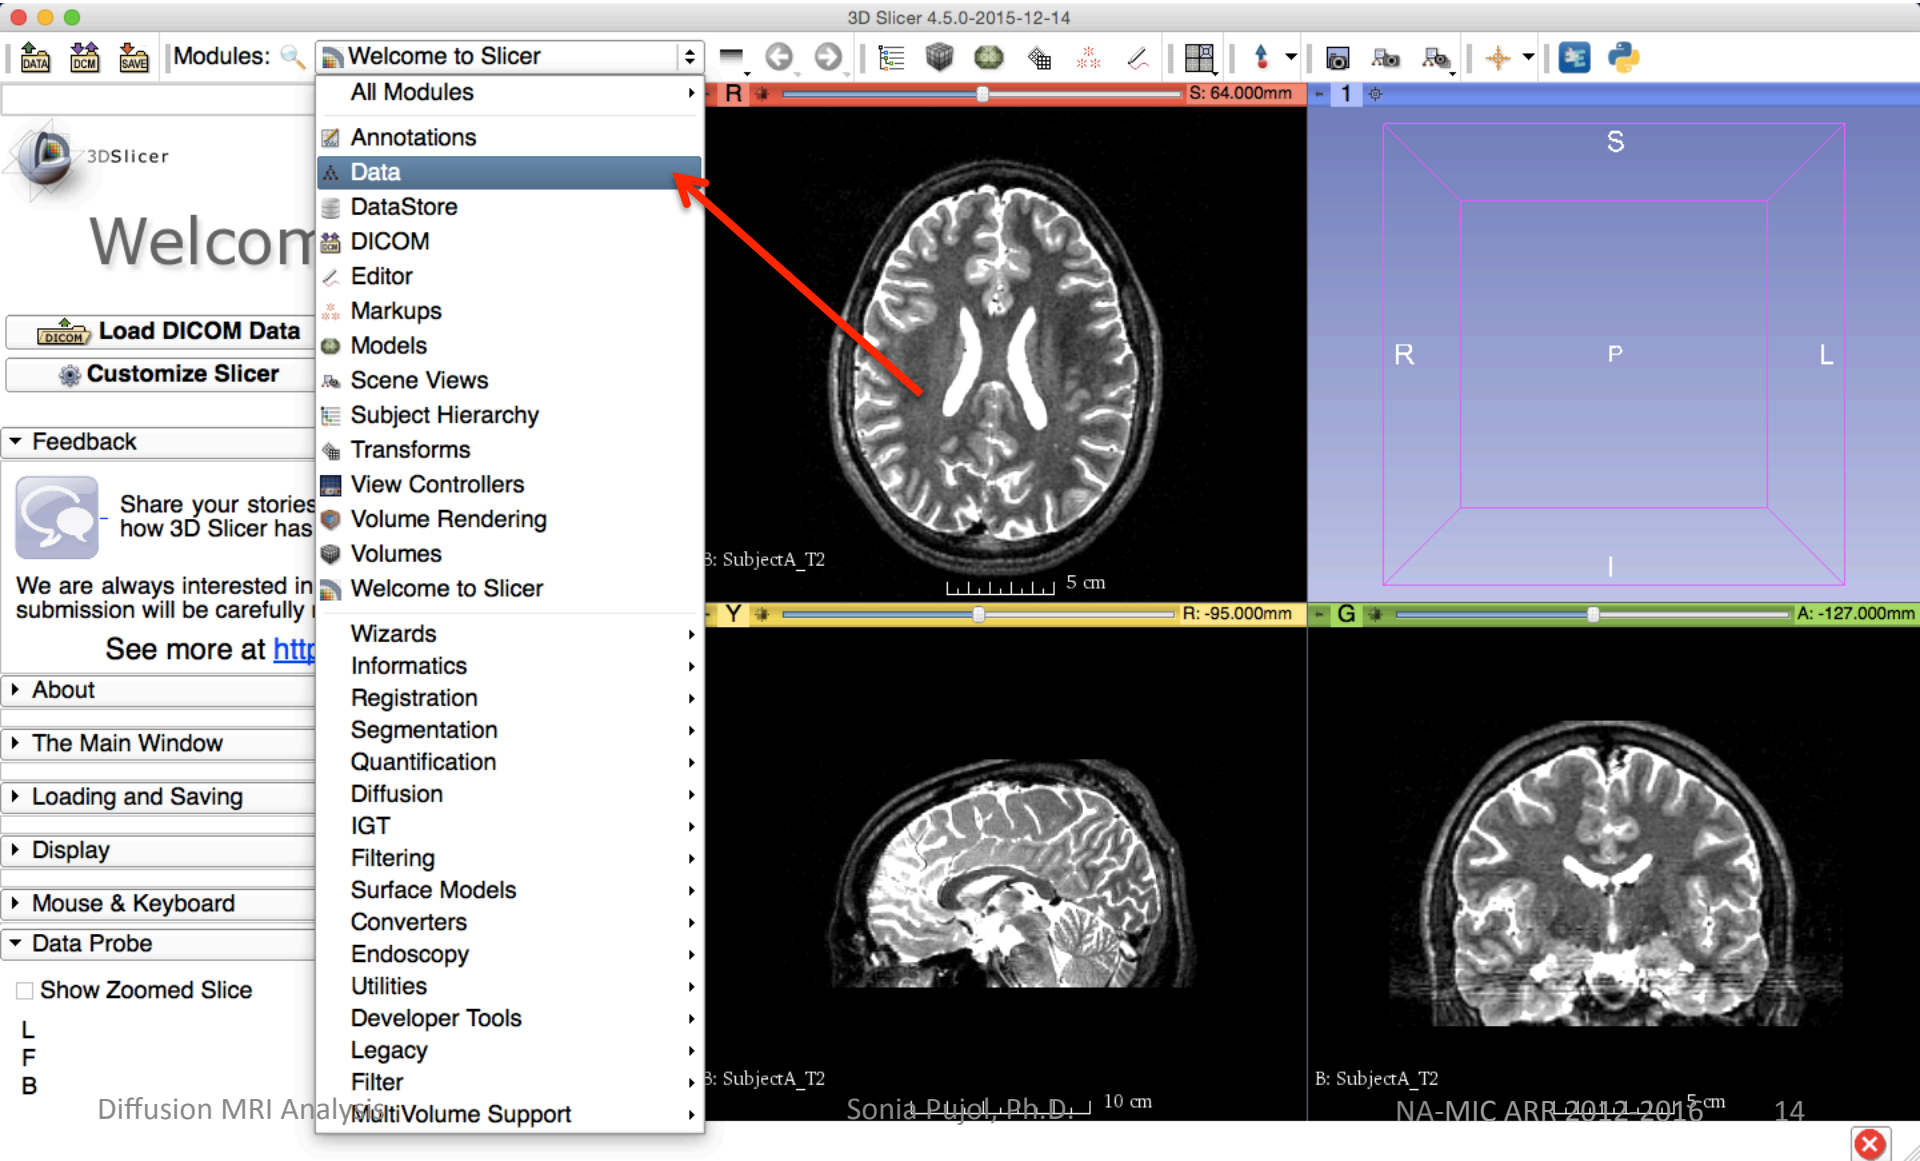 3D Slicer 4.5.0-2015-12-14
DATA DCM SAVE Modules: Welcome to Slicer
All Modules
Annotations
Data
DataStore
DICOM
Editor
Markups
Models
Scene Views
Subject Hierarchy
Transforms
View Controllers
Volume Rendering
Volumes
Welcome to Slicer
Wizards
Informatics
Registration
Segmentation
Quantification
Diffusion
IGT
Filtering
Surface Models
Converters
Endoscopy
Utilities
Developer Tools
Legacy
Filter
MultiVolume Support
3DSlicer
Welcom
DICOM Load DICOM Data
Customize Slicer
Feedback
Share your stories
how 3D Slicer has
We are always interested in
submission will be carefully
See more at http
About
The Main Window
Loading and Saving
Display
Mouse & Keyboard
Data Probe
Show Zoomed Slice
L
F
B
R S: 64.000mm
B: SubjectA_T2
5 cm
1
S
R P L
I
Y R: -95.000mm
B: SubjectA_T2
10 cm
G A: -127.000mm
B: SubjectA_T2
5 cm
Diffusion MRI Analysis Sonia Pujol, Ph.D. NA-MIC ARR 2012-2016 14